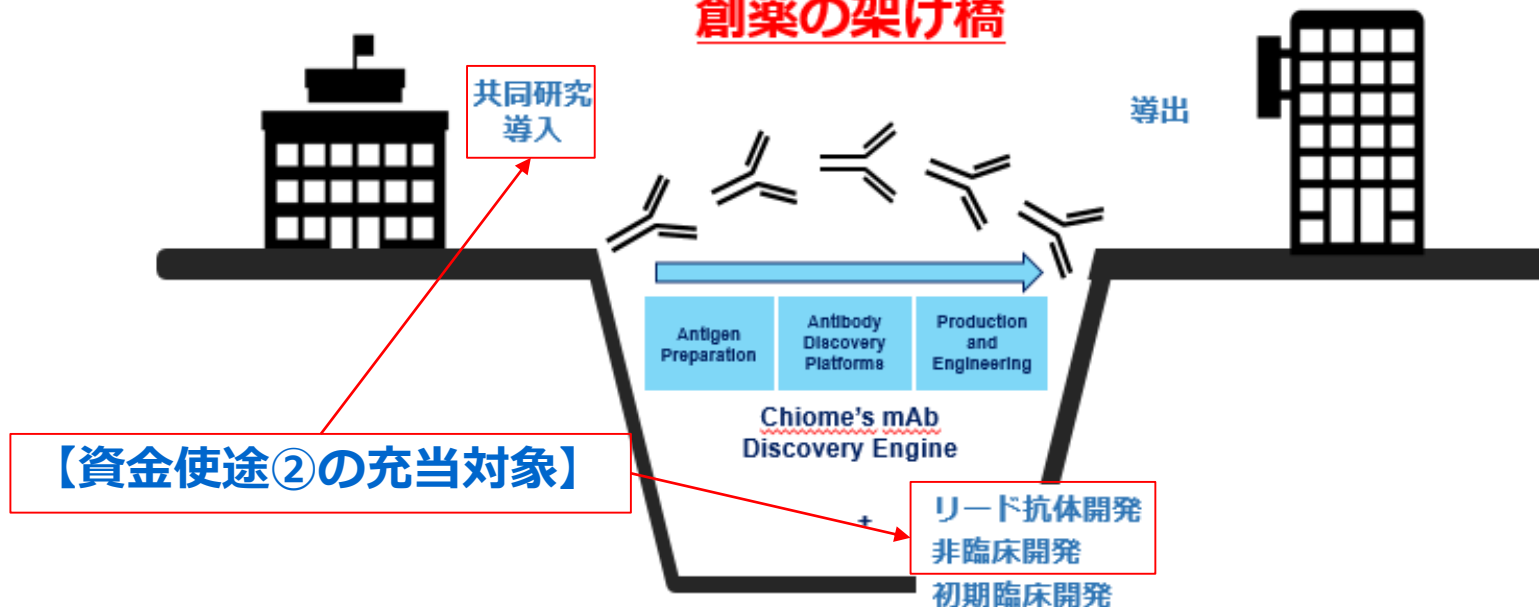 創薬の架け橋
共同研究
導入
導出
Antigen
Preparation
Antibody
Discovery
Platforms
Production
and
Engineering
Chiome's mAb
Discovery Engine
【資金使途②の充当対象】
+
リード抗体開発
非臨床開発
初期臨床開発